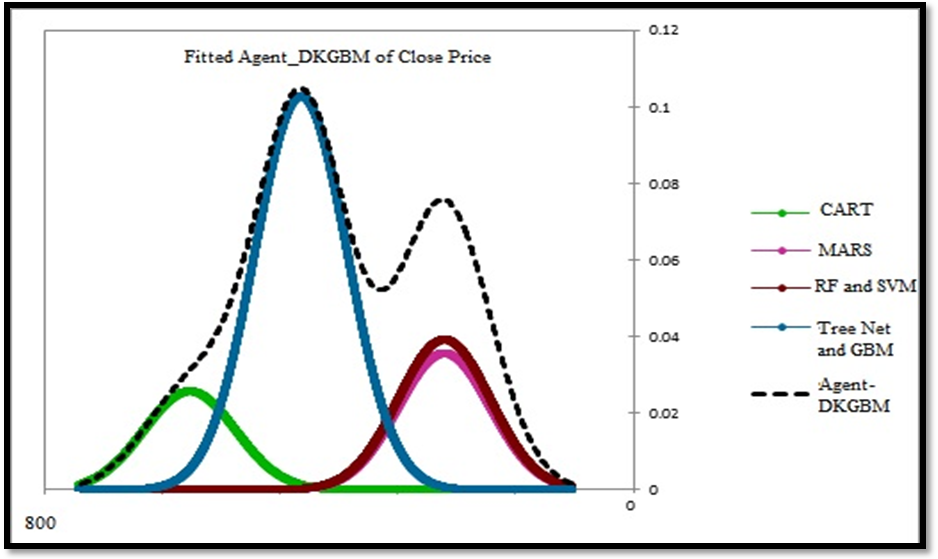 Fitted Agent_DKGBM of Close Price
0.12
0.1
0.08
0.06
0.04
0.02
0
0
800
CART
MARS
RF and SVM
Tree Net
and GBM
Agent-
DKGBM